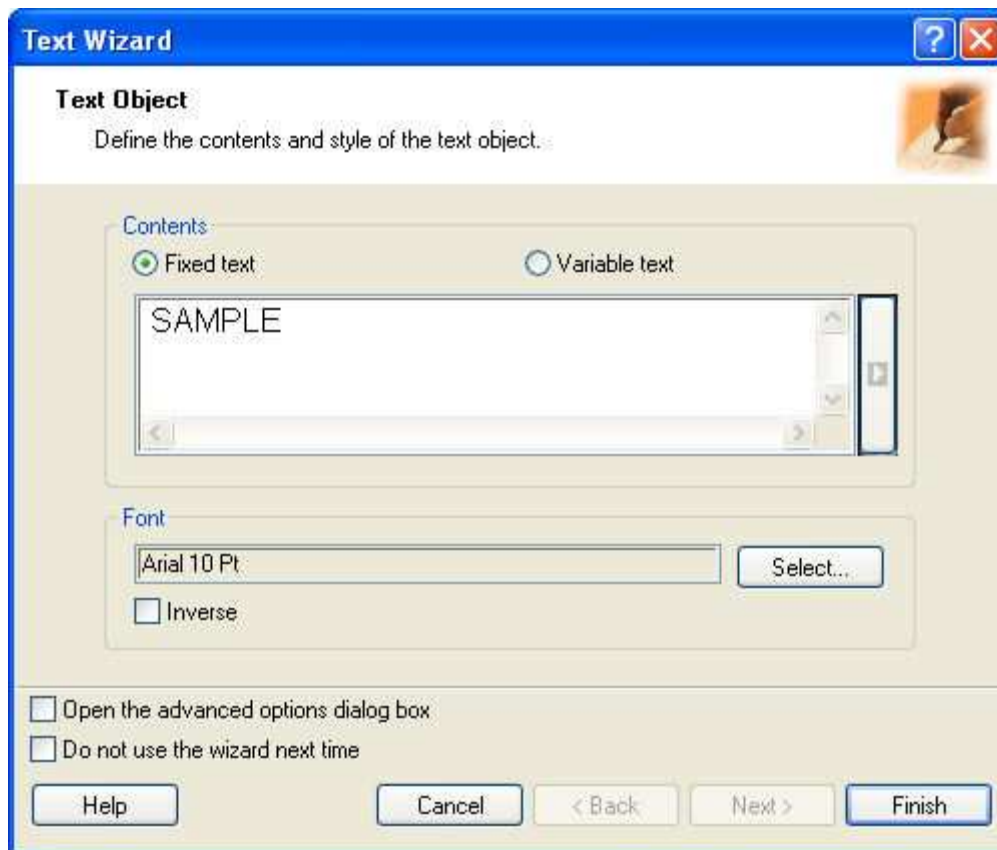 Text Wizard
Text Object
Define the contents and style of the text object.
Contents
Fixed text Variable text
SAMPLE
Font
Arial 10 Pt Select...
Inverse
Open the advanced options dialog box
Do not use the wizard next time
Help Cancel < Back Next > Finish